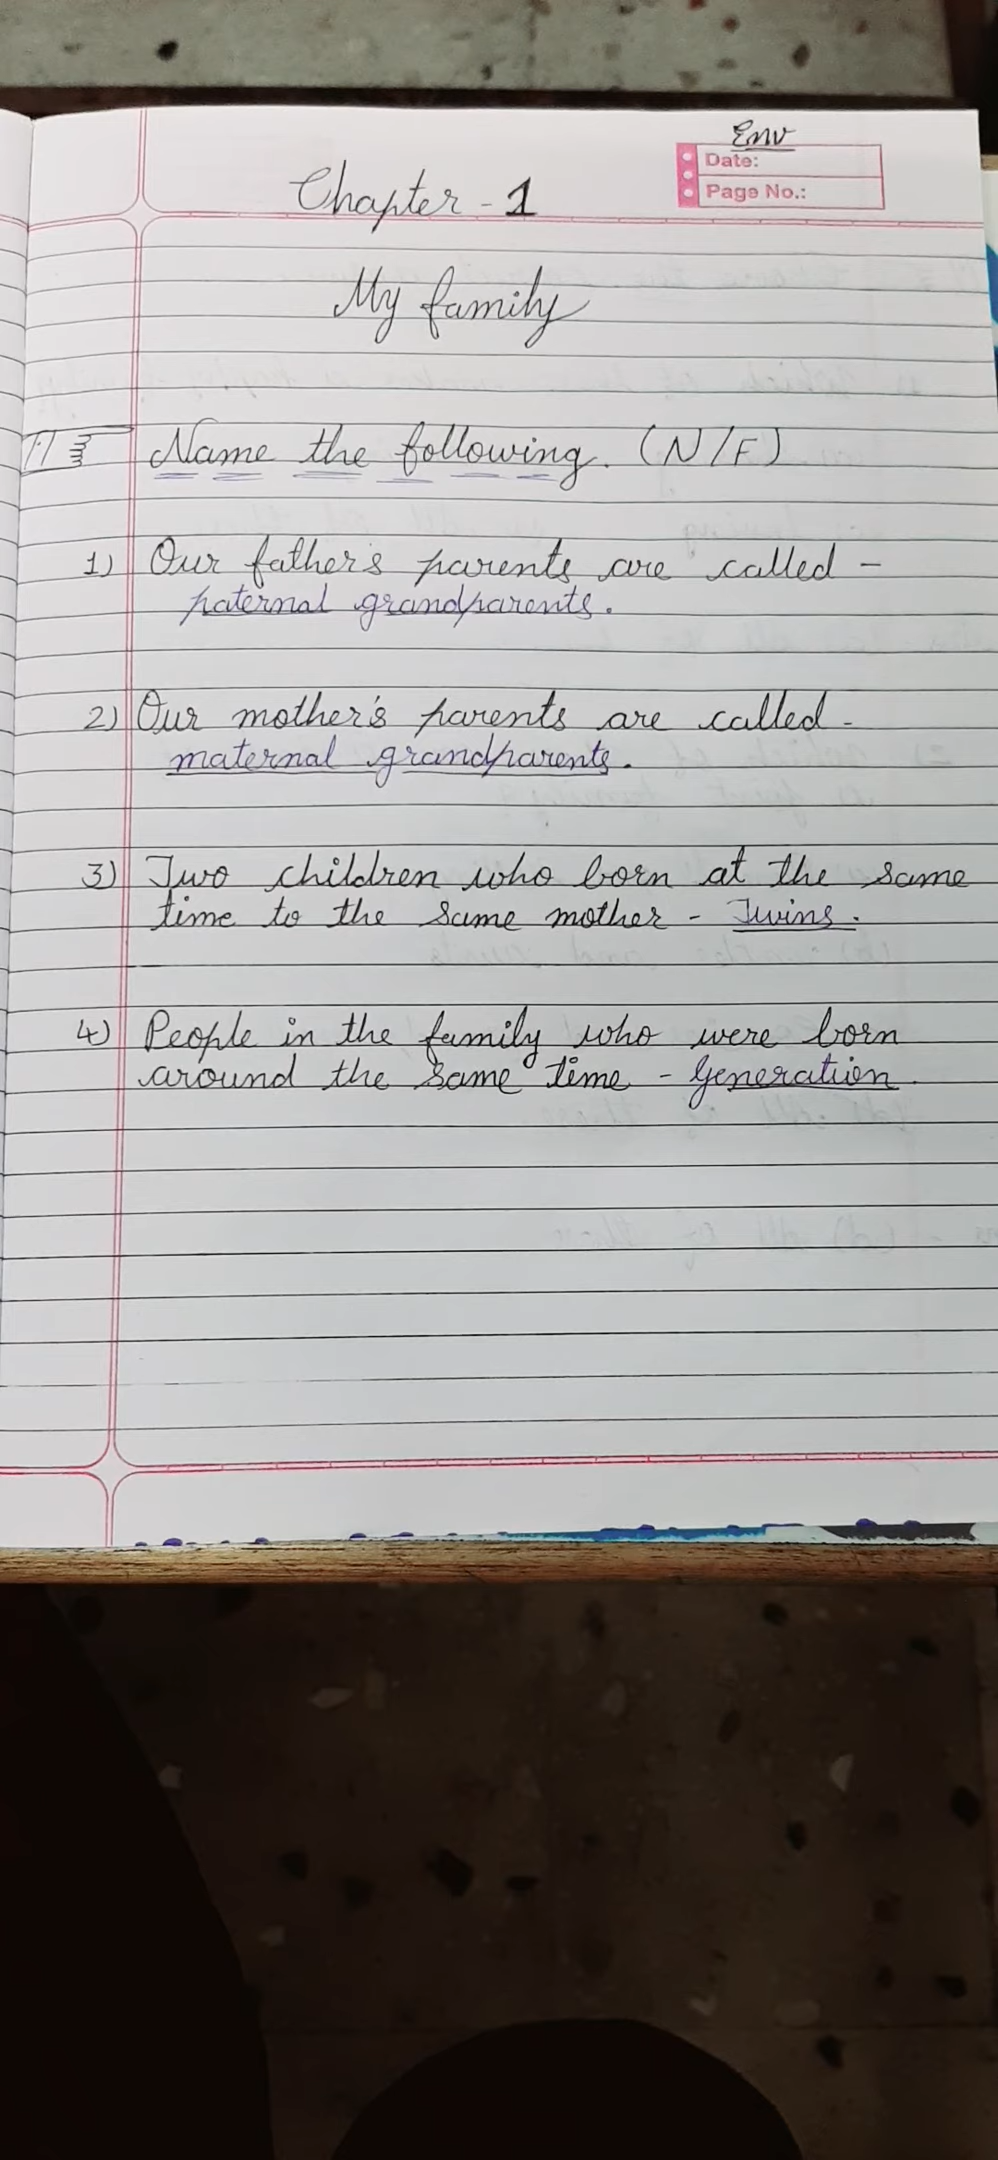 Env
Date:
Page No.:
Chapter - 1
My family
Name the following. (N/F)
1) Our father's parents are called -
paternal grandparents.
2) Our mother's parents are called -
maternal grandparents.
3) Two children who born at the same
time to the same mother - Twins.
4) People in the family who were born
around the same time - Generation.